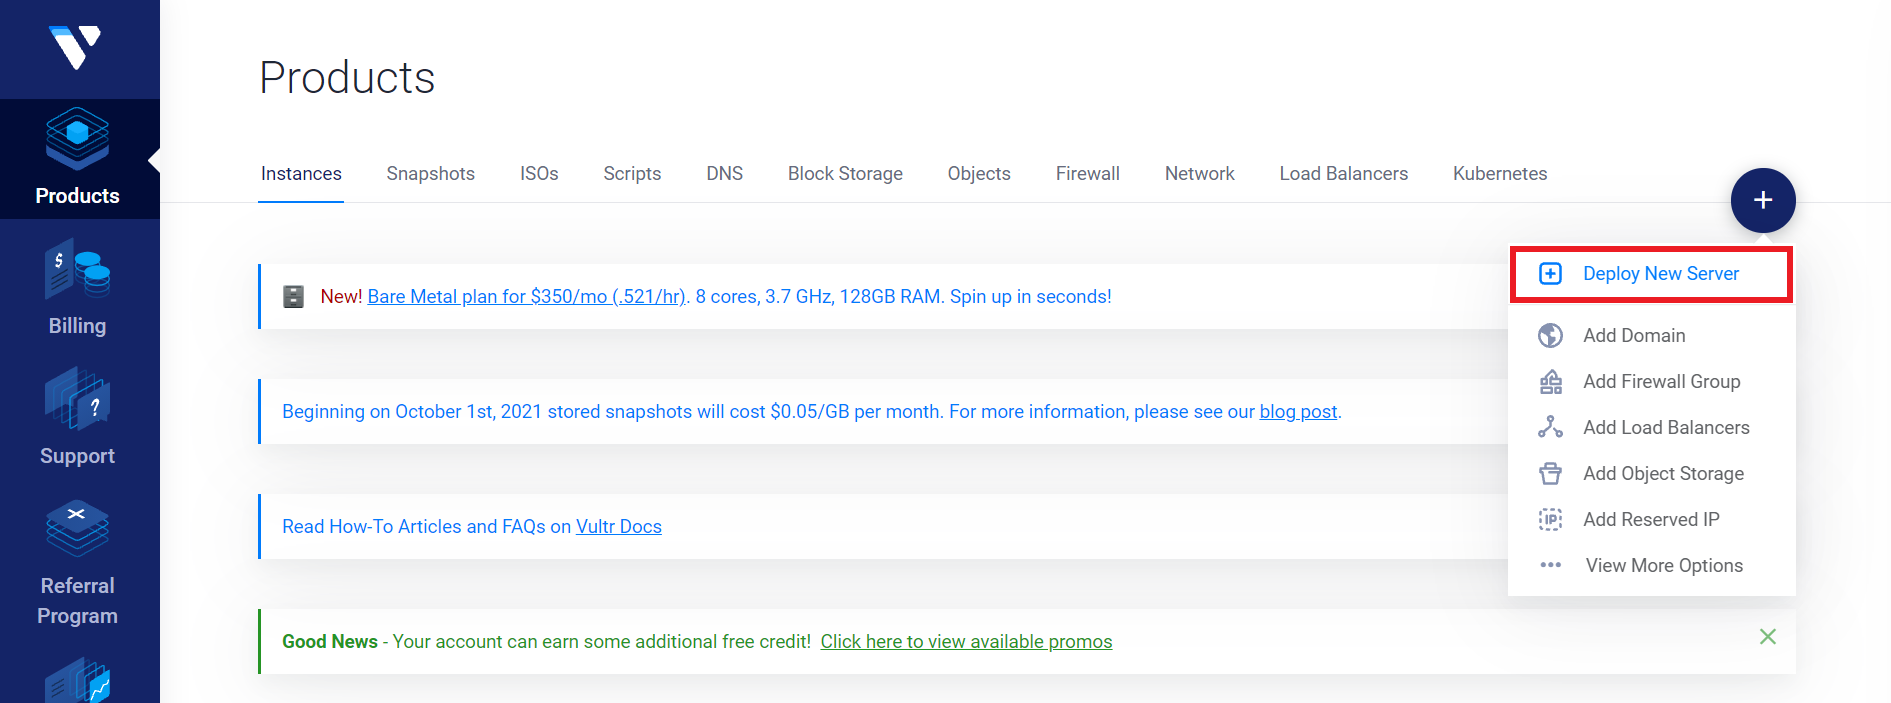 Products
Billing
Support
Referral
Program
Products
Instances Snapshots ISOs Scripts DNS Block Storage Objects Firewall Network Load Balancers Kubernetes
+
New! Bare Metal plan for $350/mo (.521/hr). 8 cores, 3.7 GHz, 128GB RAM. Spin up in seconds!
Beginning on October 1st, 2021 stored snapshots will cost $0.05/GB per month. For more information, please see our blog post.
Read How-To Articles and FAQs on Vultr Docs
Good News - Your account can earn some additional free credit! Click here to view available promos
Deploy New Server
Add Domain
Add Firewall Group
Add Load Balancers
Add Object Storage
IP Add Reserved IP
View More Options